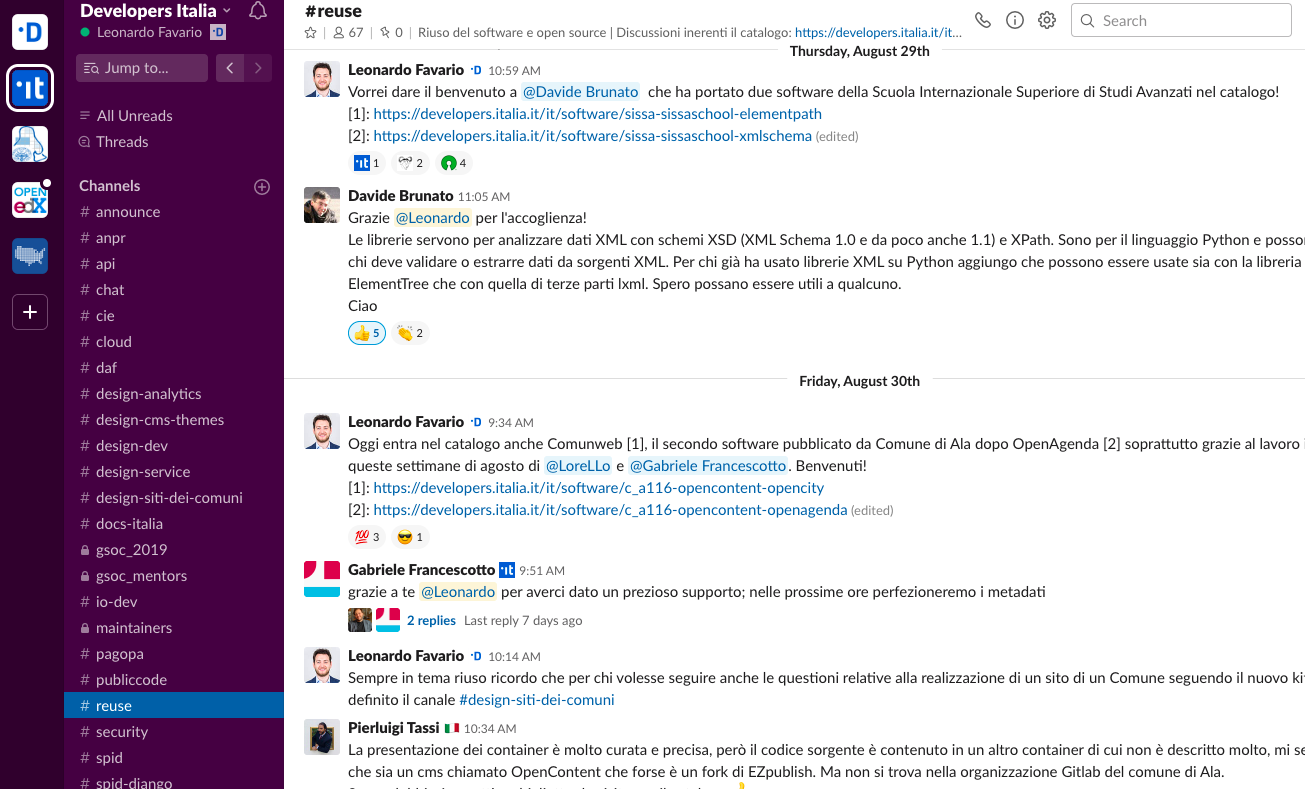 Developers Italia
Leonardo Favario
Jump to...
All Unreads
Threads
Channels
# announce
# anpr
# api
# chat
# cie
# cloud
# daf
# design-analytics
# design-cms-themes
# design-dev
# design-service
# design-siti-dei-comuni
# docs-italia
gsoc_2019
gsoc_mentors
# io-dev
maintainers
# pagopa
# publiccode
# reuse
# security
# spid
# spid-django
OPEN
edX
#reuse
67 | 0 | Riuso del software e open source | Discussioni inerenti il catalogo: https://developers.italia.it/it…
Search
Thursday, August 29th
Leonardo Favario ·D 10:59 AM
Vorrei dare il benvenuto a @Davide Brunato che ha portato due software della Scuola Internazionale Superiore di Studi Avanzati nel catalogo!
[1]: https://developers.italia.it/it/software/sissa-sissaschool-elementpath
[2]: https://developers.italia.it/it/software/sissa-sissaschool-xmlschema (edited)
1 2 4
Davide Brunato 11:05 AM
Grazie @Leonardo per l'accoglienza!
Le librerie servono per analizzare dati XML con schemi XSD (XML Schema 1.0 e da poco anche 1.1) e XPath. Sono per il linguaggio Python e posso
chi deve validare o estrarre dati da sorgenti XML. Per chi già ha usato librerie XML su Python aggiungo che possono essere usate sia con la libreria
ElementTree che con quella di terze parti lxml. Spero possano essere utili a qualcuno.
Ciao
5 2
Friday, August 30th
Leonardo Favario ·D 9:34 AM
Oggi entra nel catalogo anche Comunweb [1], il secondo software pubblicato da Comune di Ala dopo OpenAgenda [2] soprattutto grazie al lavoro
queste settimane di agosto di @LoreLLo e @Gabriele Francescotto. Benvenuti!
[1]: https://developers.italia.it/it/software/c_a116-opencontent-opencity
[2]: https://developers.italia.it/it/software/c_a116-opencontent-openagenda (edited)
3 1
Gabriele Francescotto ·it 9:51 AM
grazie a te @Leonardo per averci dato un prezioso supporto; nelle prossime ore perfezioneremo i metadati
2 replies Last reply 7 days ago
Leonardo Favario ·D 10:14 AM
Sempre in tema riuso ricordo che per chi volesse seguire anche le questioni relative alla realizzazione di un sito di un Comune seguendo il nuovo ki
definito il canale #design-siti-dei-comuni
Pierluigi Tassi 10:34 AM
La presentazione dei container è molto curata e precisa, però il codice sorgente è contenuto in un altro container di cui non è descritto molto, mi se
che sia un cms chiamato OpenContent che forse è un fork di EZpublish. Ma non si trova nella organizzazione Gitlab del comune di Ala.